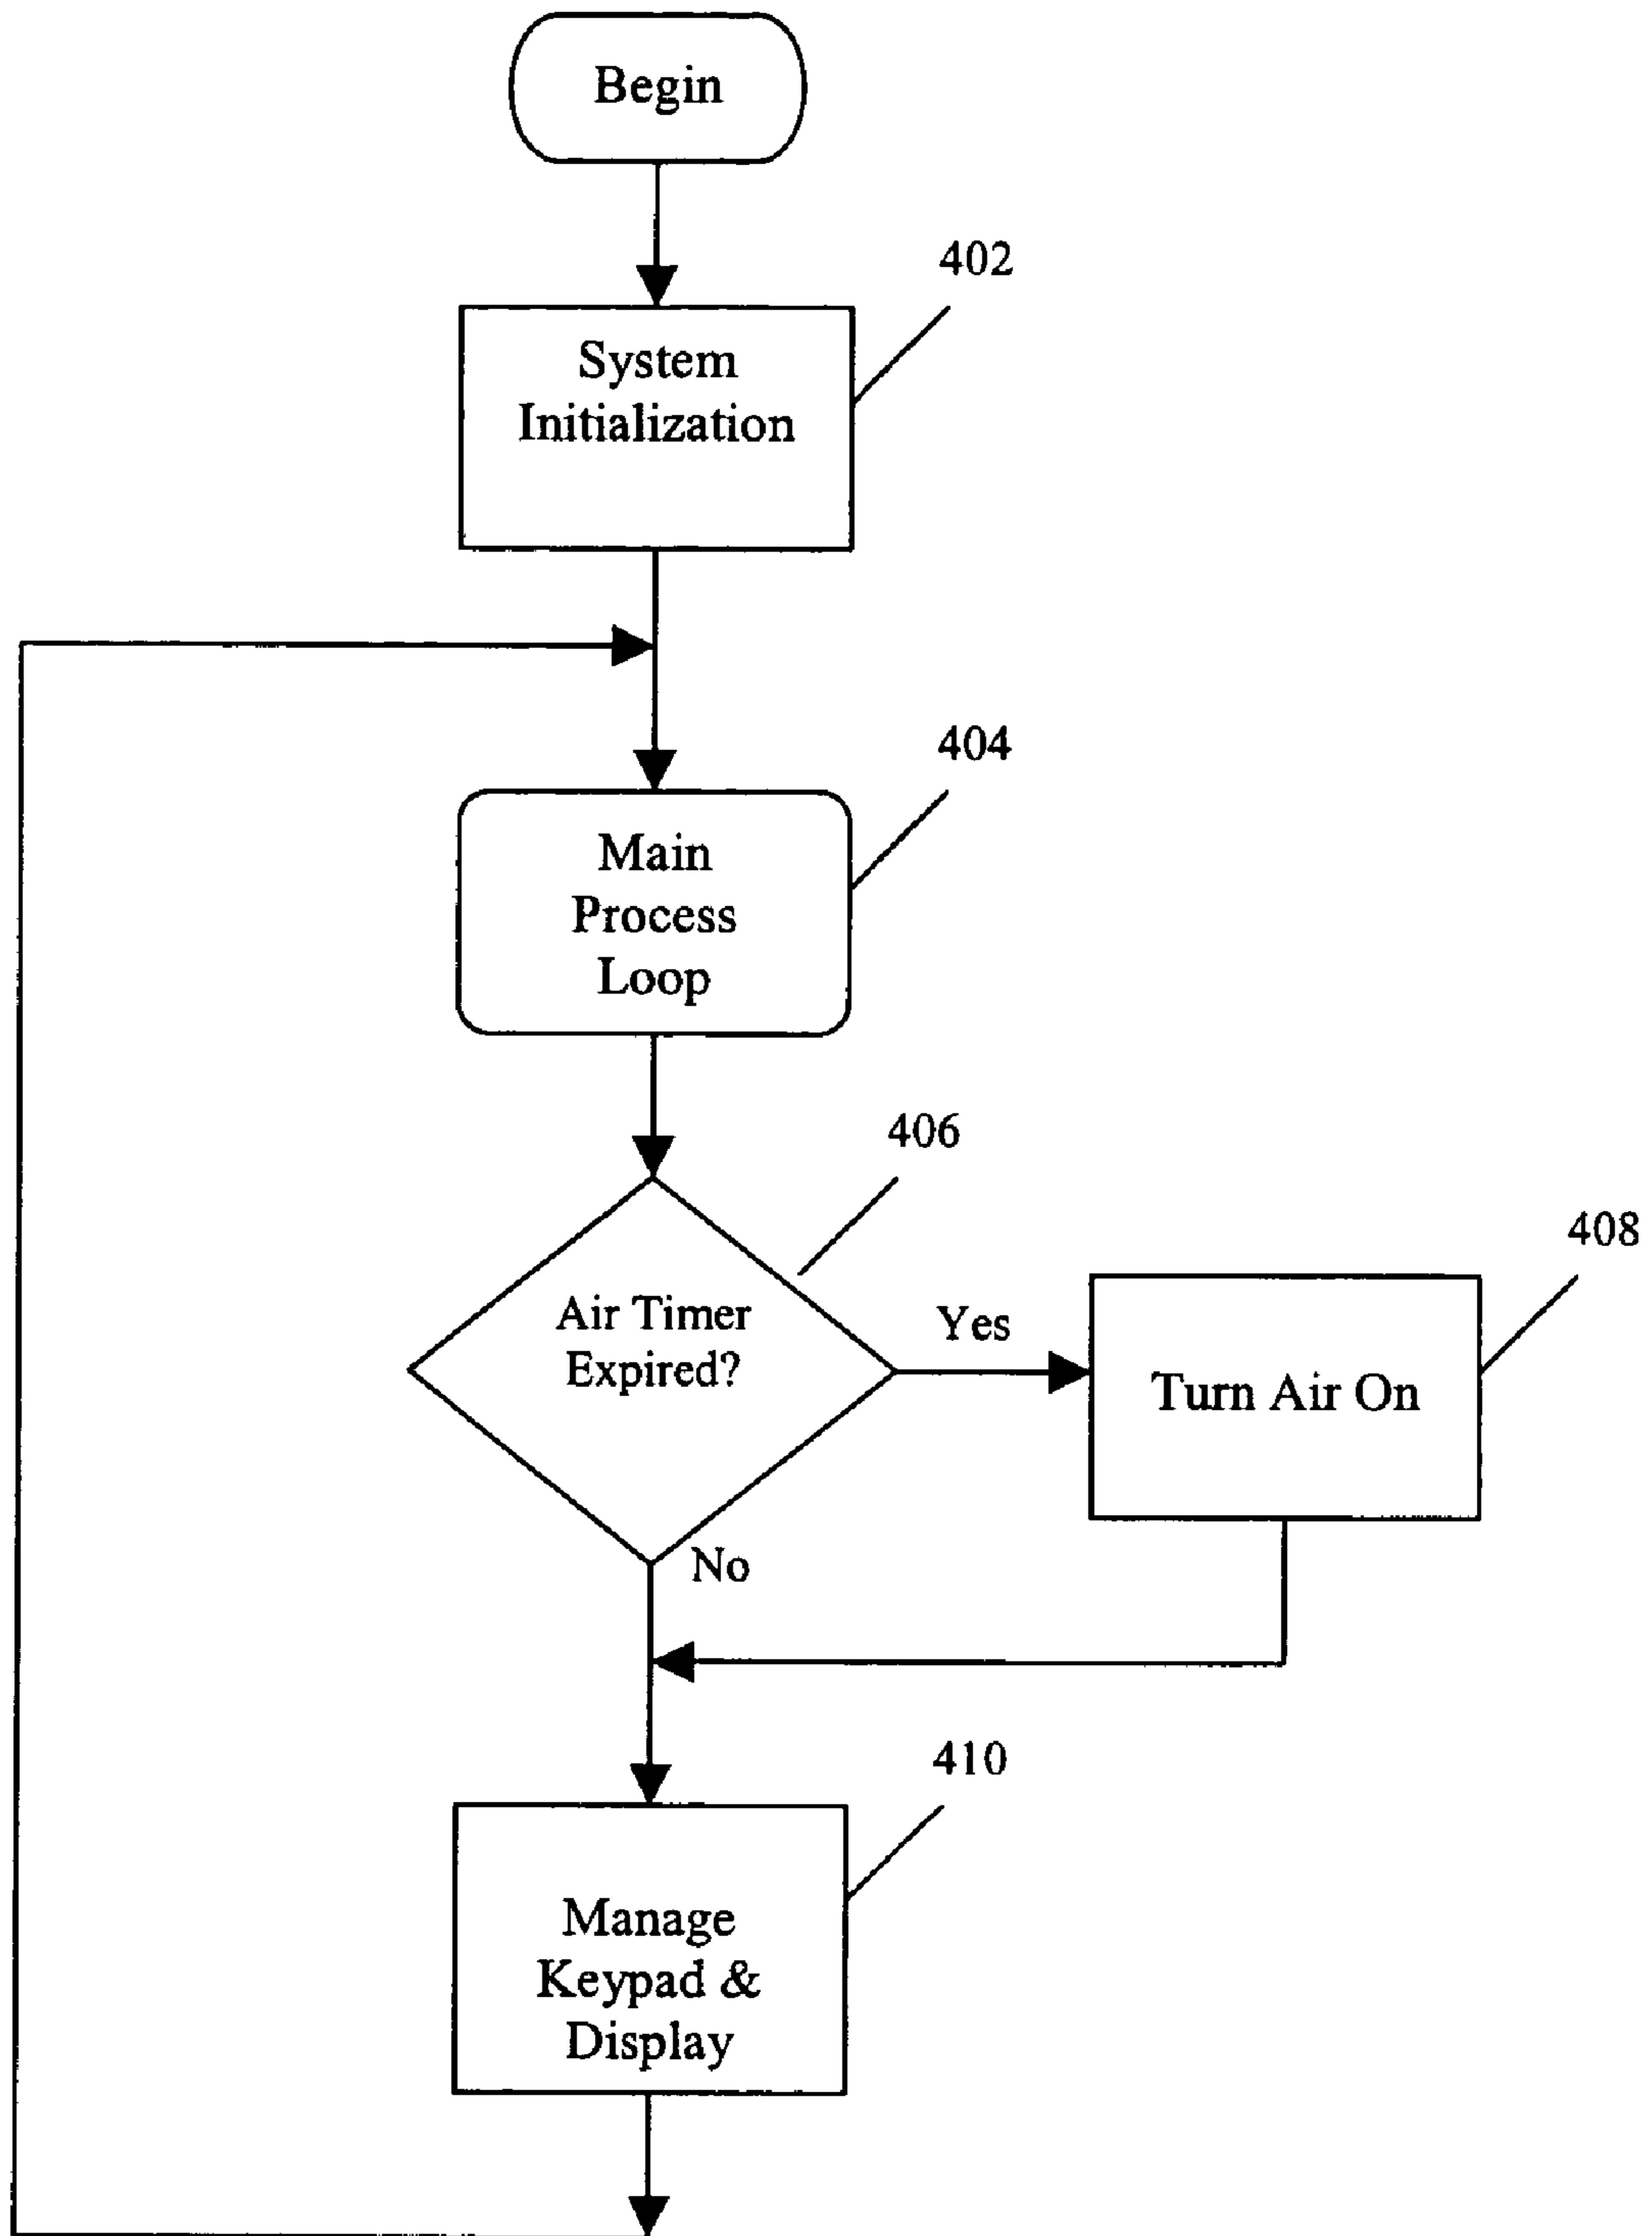 Begin
402
System
Initialization
404
Main
Process
Loop
406
408
Air Timer
Expired?
Yes
Turn Air On
No
410
Manage
Keypad &
Display